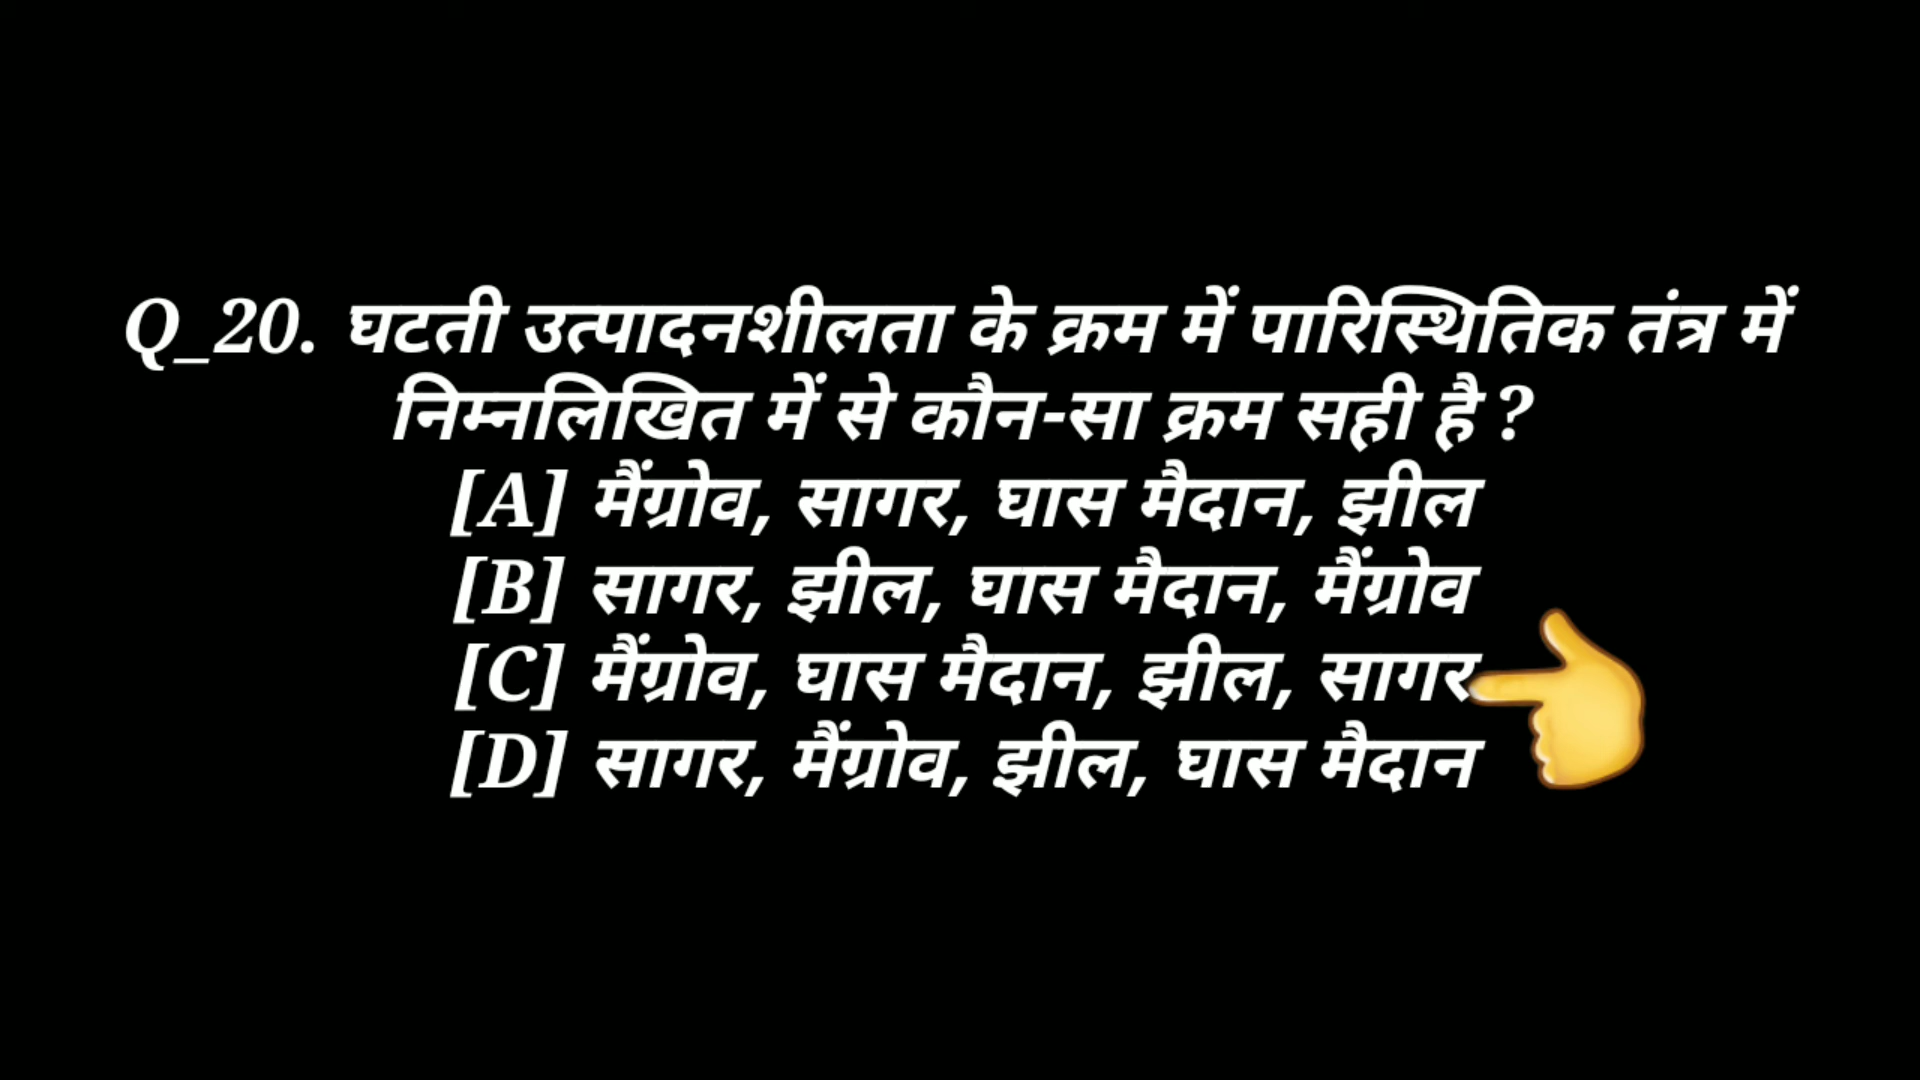 Q_20. घटती उत्पादनशीलता के क्रम में पारिस्थितिक तंत्र में
निम्नलिखित में से कौन-सा क्रम सही है ?
[A] मैंग्रोव, सागर, घास मैदान, झील
[B] सागर, झील, घास मैदान, मैंग्रोव
[C] मैंग्रोव, घास मैदान, झील, सागर
[D] सागर, मैंग्रोव, झील, घास मैदान